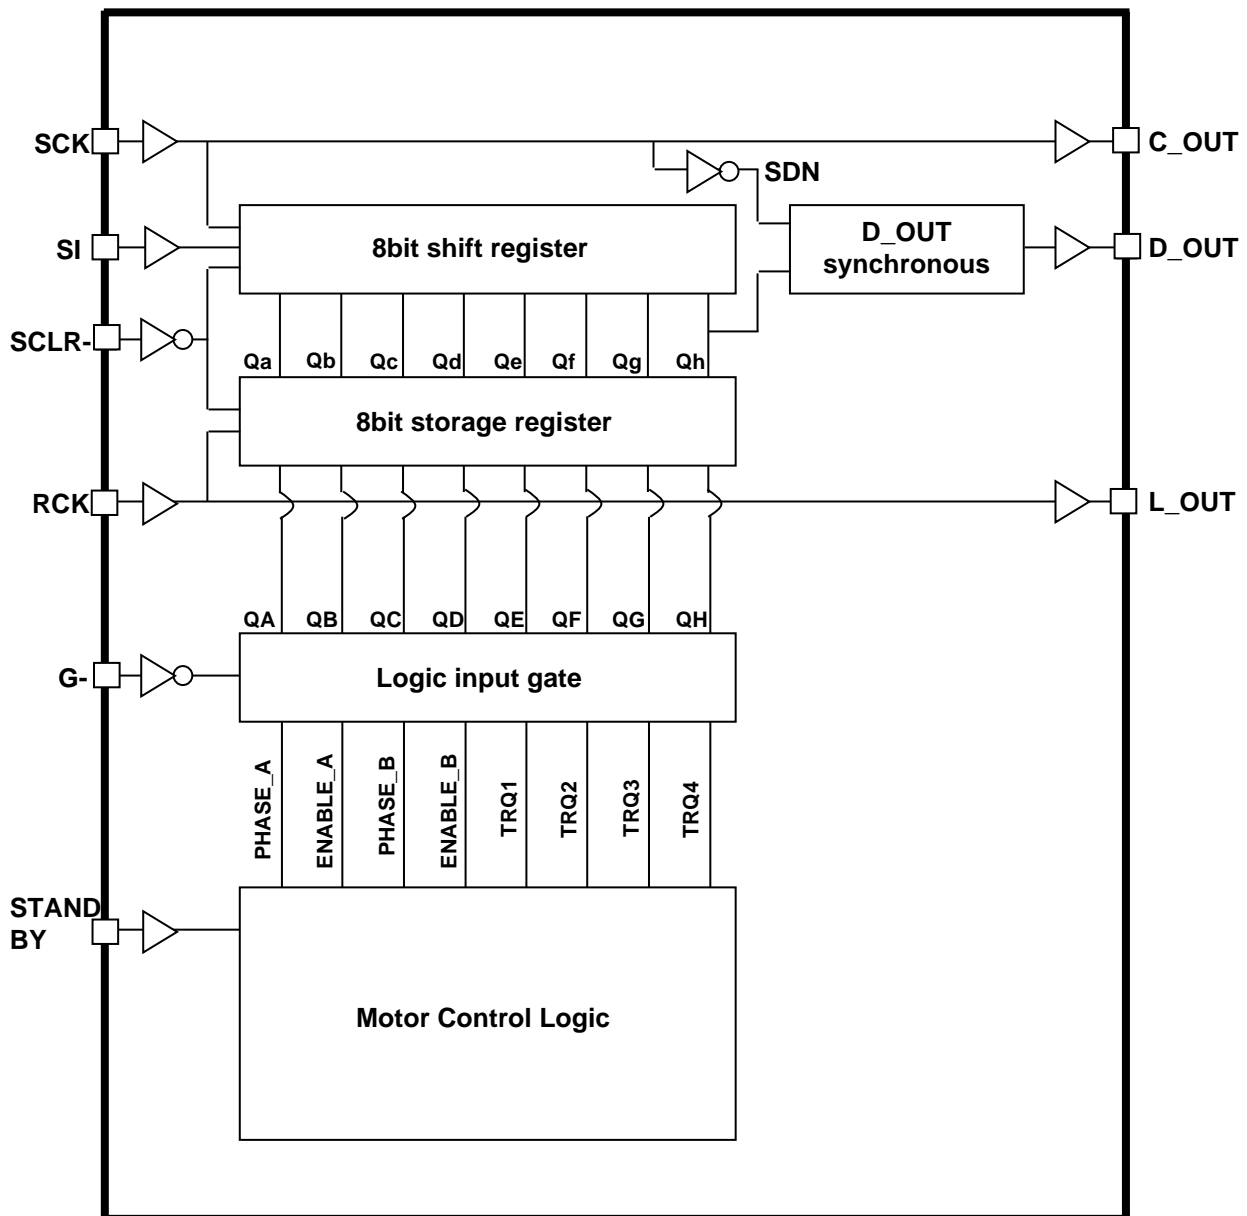 SCK
C_OUT
SDN
SI
8bit shift register
D_OUT
synchronous
D_OUT
SCLR-
Qa Qb Qc Qd Qe Qf Qg Qh
8bit storage register
RCK
L_OUT
QA QB QC QD QE QF QG QH
G-
Logic input gate
PHASE_A
ENABLE_A
PHASE_B
ENABLE_B
TRQ1
TRQ2
TRQ3
TRQ4
STAND
BY
Motor Control Logic